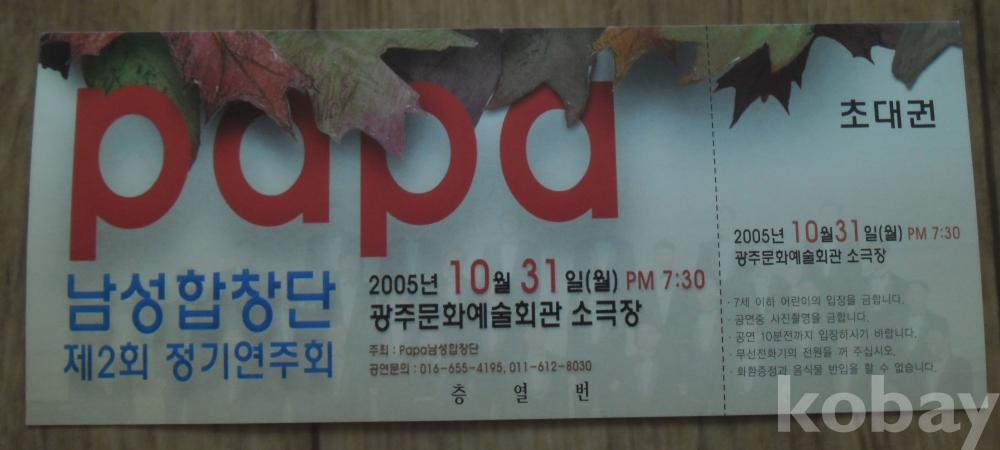 papa
남성합창단
제2회 정기연주회
2005년 10월 31일(월) PM 7:30
광주문화예술회관 소극장
주최 : Papa남성합창단
공연문의 : 016-655-4195, 011-612-8030
층 열 번
초대권
2005년 10월31일(월) PM 7:30
광주문화예술회관 소극장
· 7세 이하 어린이의 입장을 금합니다.
· 공연중 사진촬영을 금합니다.
· 공연 10분전까지 입장하시기 바랍니다.
· 무선전화기의 전원을 꺼 주십시오.
· 화환증정과 음식물 반입을 할 수 없습니다.
kobay